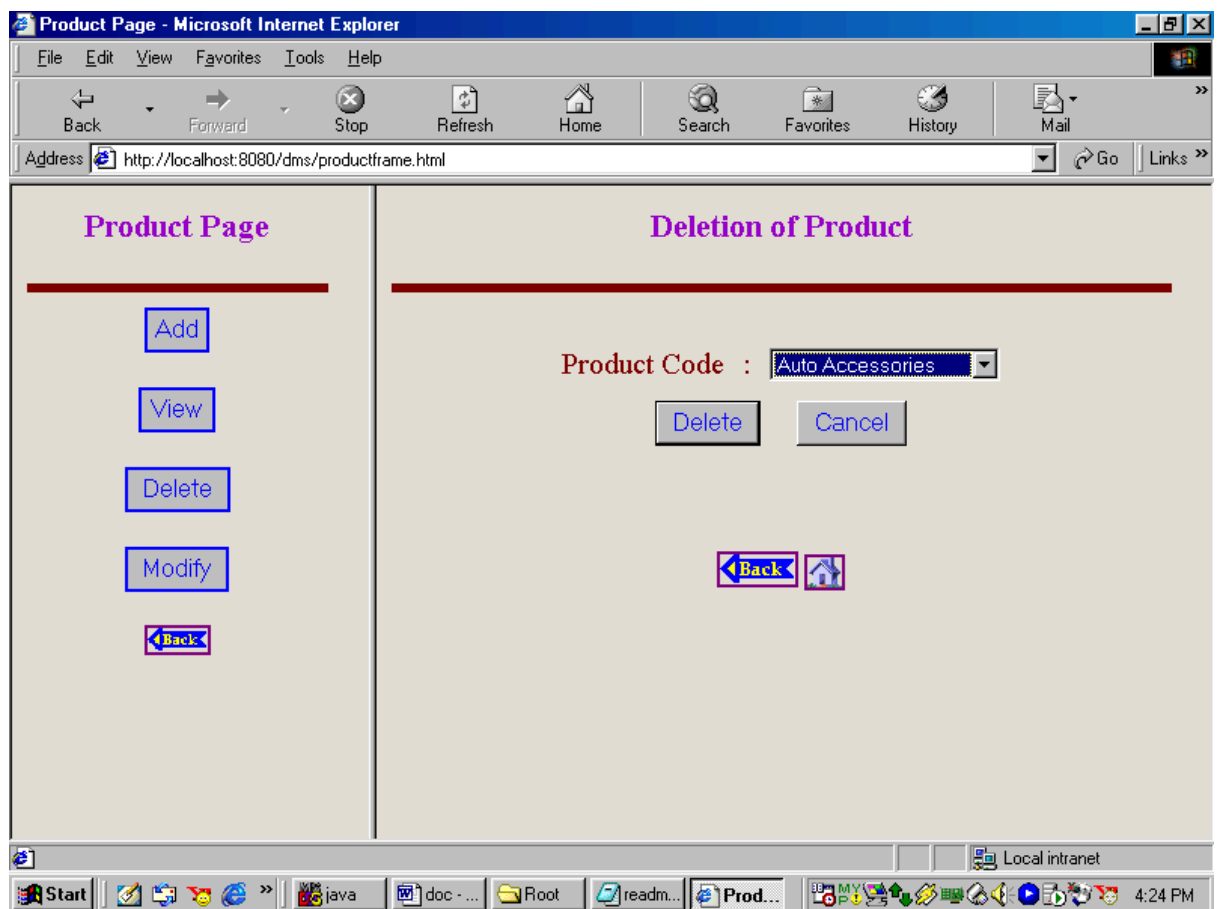 Product Page - Microsoft Internet Explorer
File Edit View Favorites Tools Help
Back Forward Stop Refresh Home Search Favorites History Mail »
Address http://localhost:8080/dms/productframe.html Go Links »
Product Page
Add
View
Delete
Modify
Back
Deletion of Product
Product Code : Auto Accessories
Delete Cancel
Back
Local intranet
Start » java doc - ... Root readm... Prod... 4:24 PM